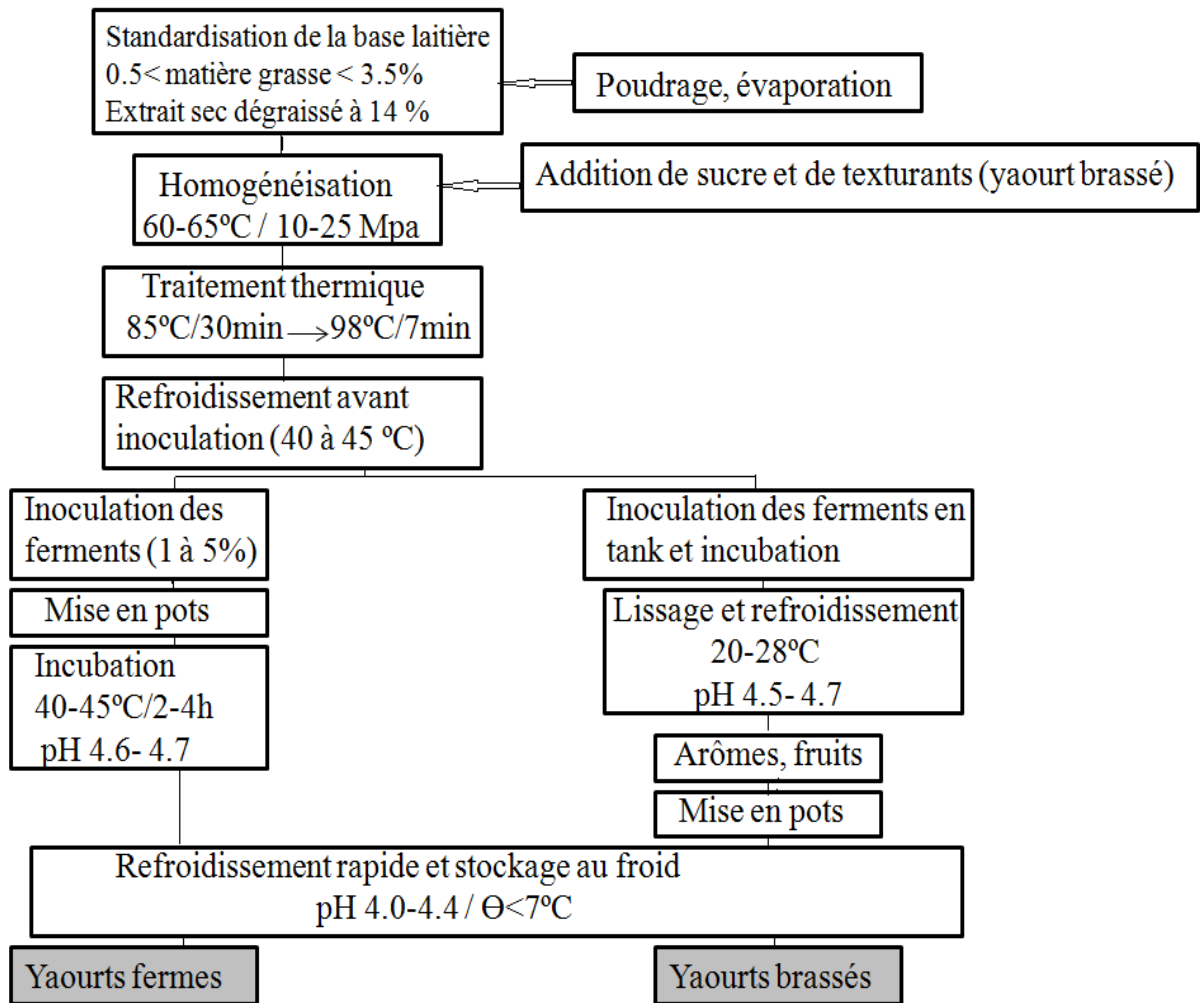 Standardisation de la base laitière
0.5< matière grasse < 3.5%
Extrait sec dégraissé à 14 %
Poudrage, évaporation
Addition de sucre et de texturants (yaourt brassé)
Homogénéisation
60-65ºC / 10-25 Mpa
Traitement thermique
85ºC/30min → 98ºC/7min
Refroidissement avant
inoculation (40 à 45 ºC)
Inoculation des
ferments (1 à 5%)
Mise en pots
Incubation
40-45ºC/2-4h
pH 4.6- 4.7
Inoculation des ferments en
tank et incubation
Lissage et refroidissement
20-28ºC
pH 4.5- 4.7
Arômes, fruits
Mise en pots
Refroidissement rapide et stockage au froid
pH 4.0-4.4 / Ɵ<7ºC
Yaourts fermes
Yaourts brassés